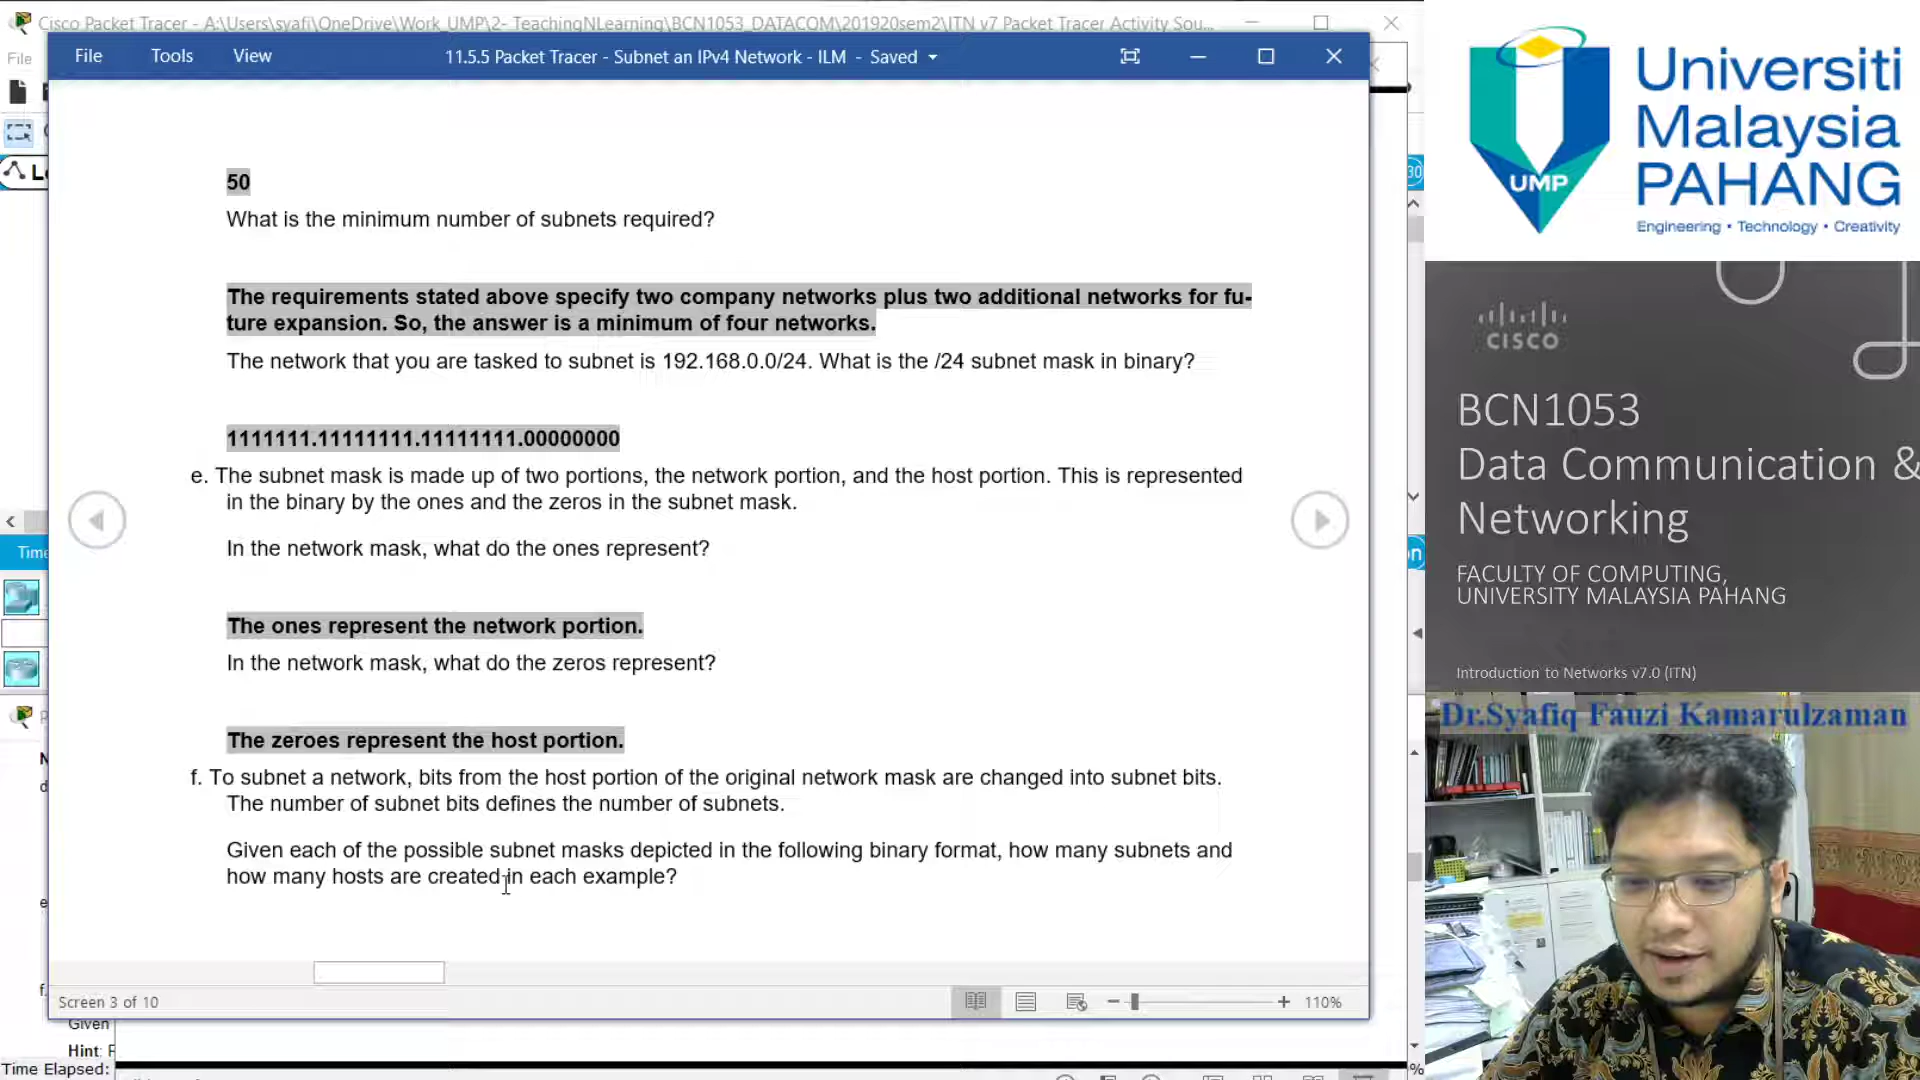 Cisco Packet Tracer - A:\Users\syafi\OneDrive\Work_UMP\2- TeachingNLearning\BCN1053_DATACOM\201920sem2\ITN v7 Packet Tracer Activity Sou...
File
File Tools View 11.5.5 Packet Tracer - Subnet an IPv4 Network - ILM - Saved
50
What is the minimum number of subnets required?
The requirements stated above specify two company networks plus two additional networks for fu-
ture expansion. So, the answer is a minimum of four networks.
The network that you are tasked to subnet is 192.168.0.0/24. What is the /24 subnet mask in binary?
1111111.11111111.11111111.00000000
e. The subnet mask is made up of two portions, the network portion, and the host portion. This is represented
in the binary by the ones and the zeros in the subnet mask.
In the network mask, what do the ones represent?
The ones represent the network portion.
In the network mask, what do the zeros represent?
The zeroes represent the host portion.
f. To subnet a network, bits from the host portion of the original network mask are changed into subnet bits.
The number of subnet bits defines the number of subnets.
Given each of the possible subnet masks depicted in the following binary format, how many subnets and
how many hosts are created in each example?
Screen 3 of 10
110%
Time
Given
Hint:
Time Elapsed:
%
UMP
Universiti
Malaysia
PAHANG
Engineering • Technology • Creativity
CISCO
BCN1053
Data Communication &
Networking
FACULTY OF COMPUTING,
UNIVERSITY MALAYSIA PAHANG
Introduction to Networks v7.0 (ITN)
Dr.Syafiq Fauzi Kamarulzaman